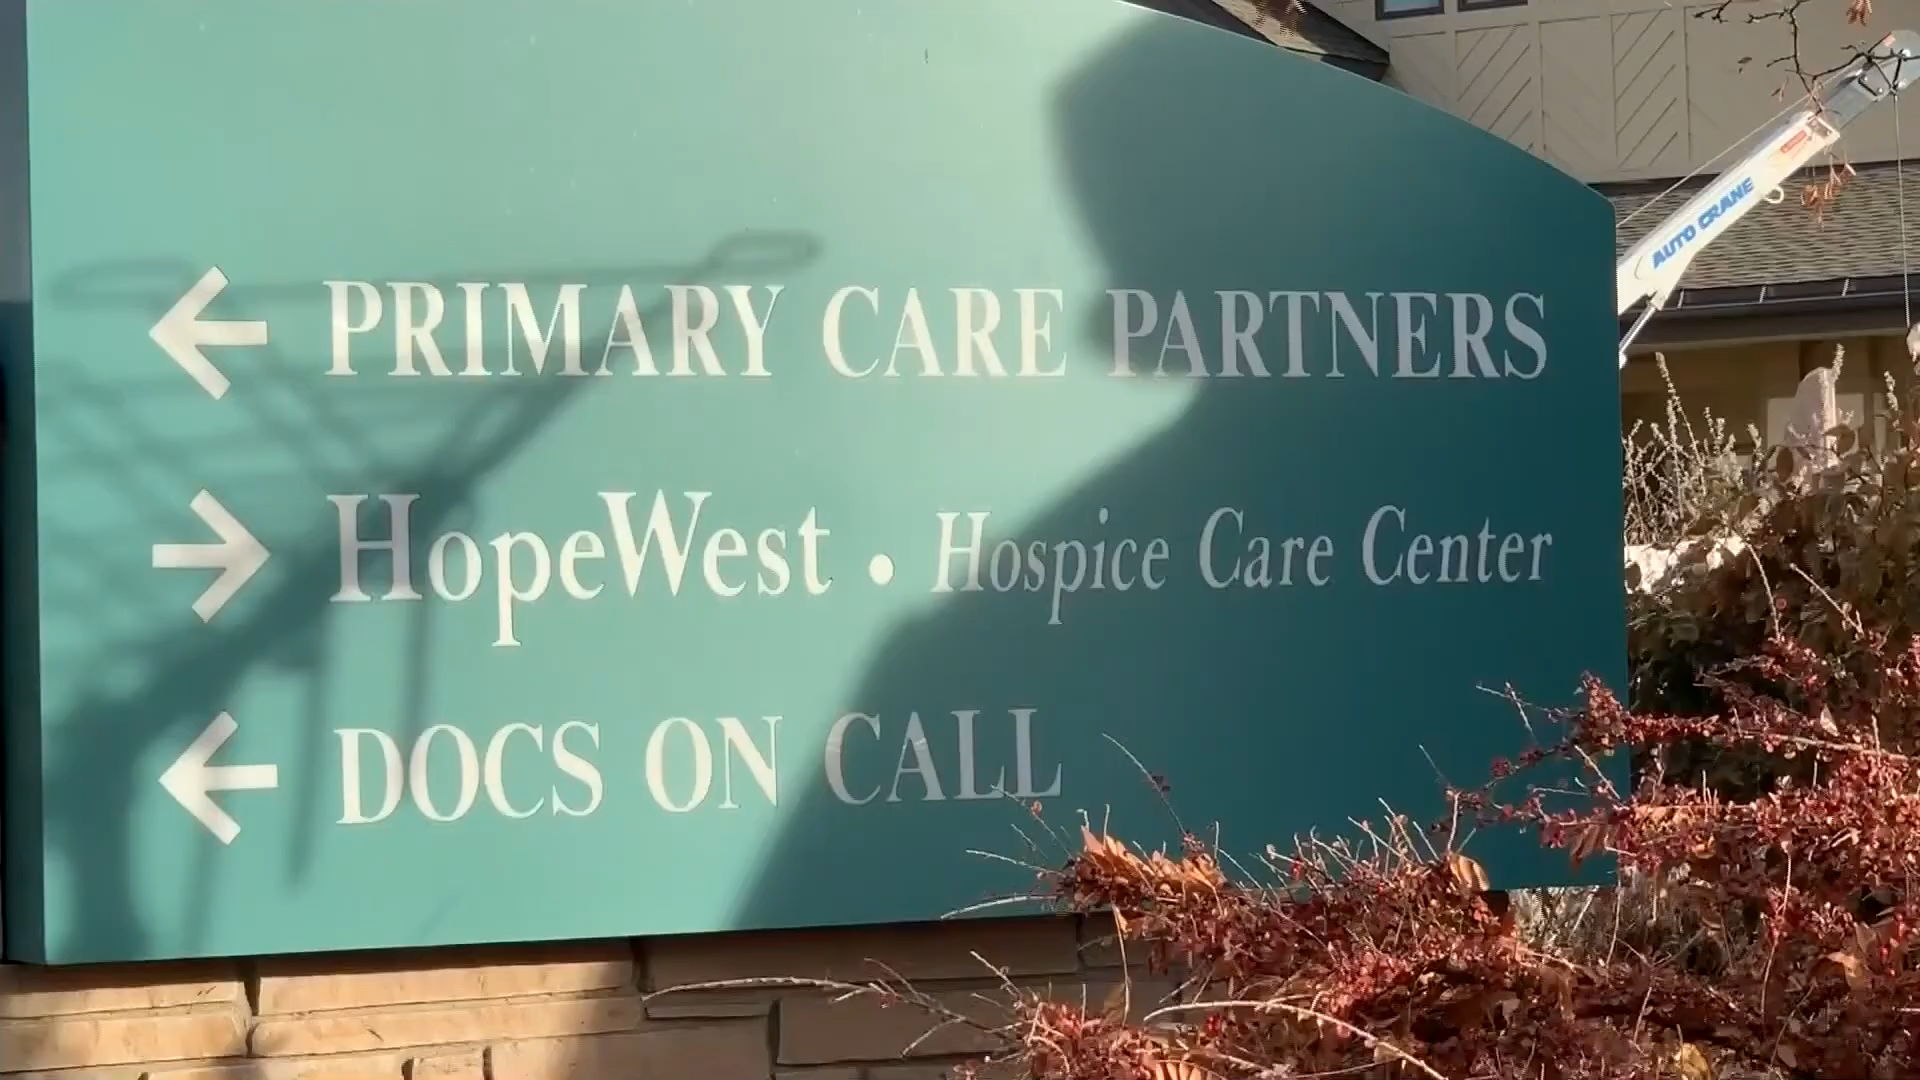 ← PRIMARY CARE PARTNERS
→ HopeWest • Hospice Care Center
← DOCS ON CALL
AUTO CRANE